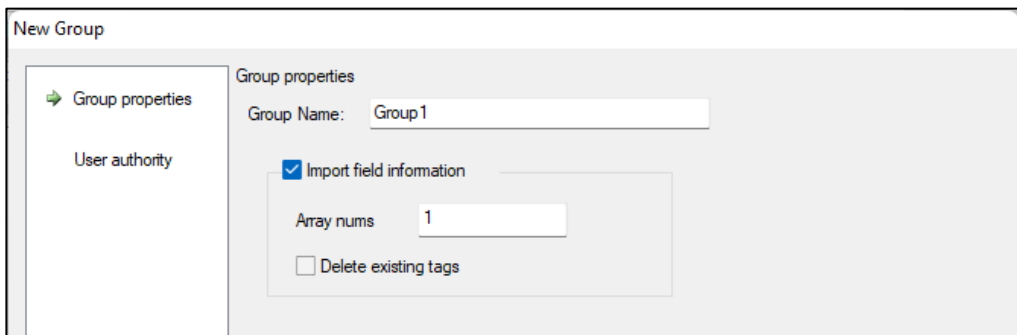 New Group
Group properties
User authority
Group properties
Group Name: Group1
Import field information
Array nums 1
Delete existing tags